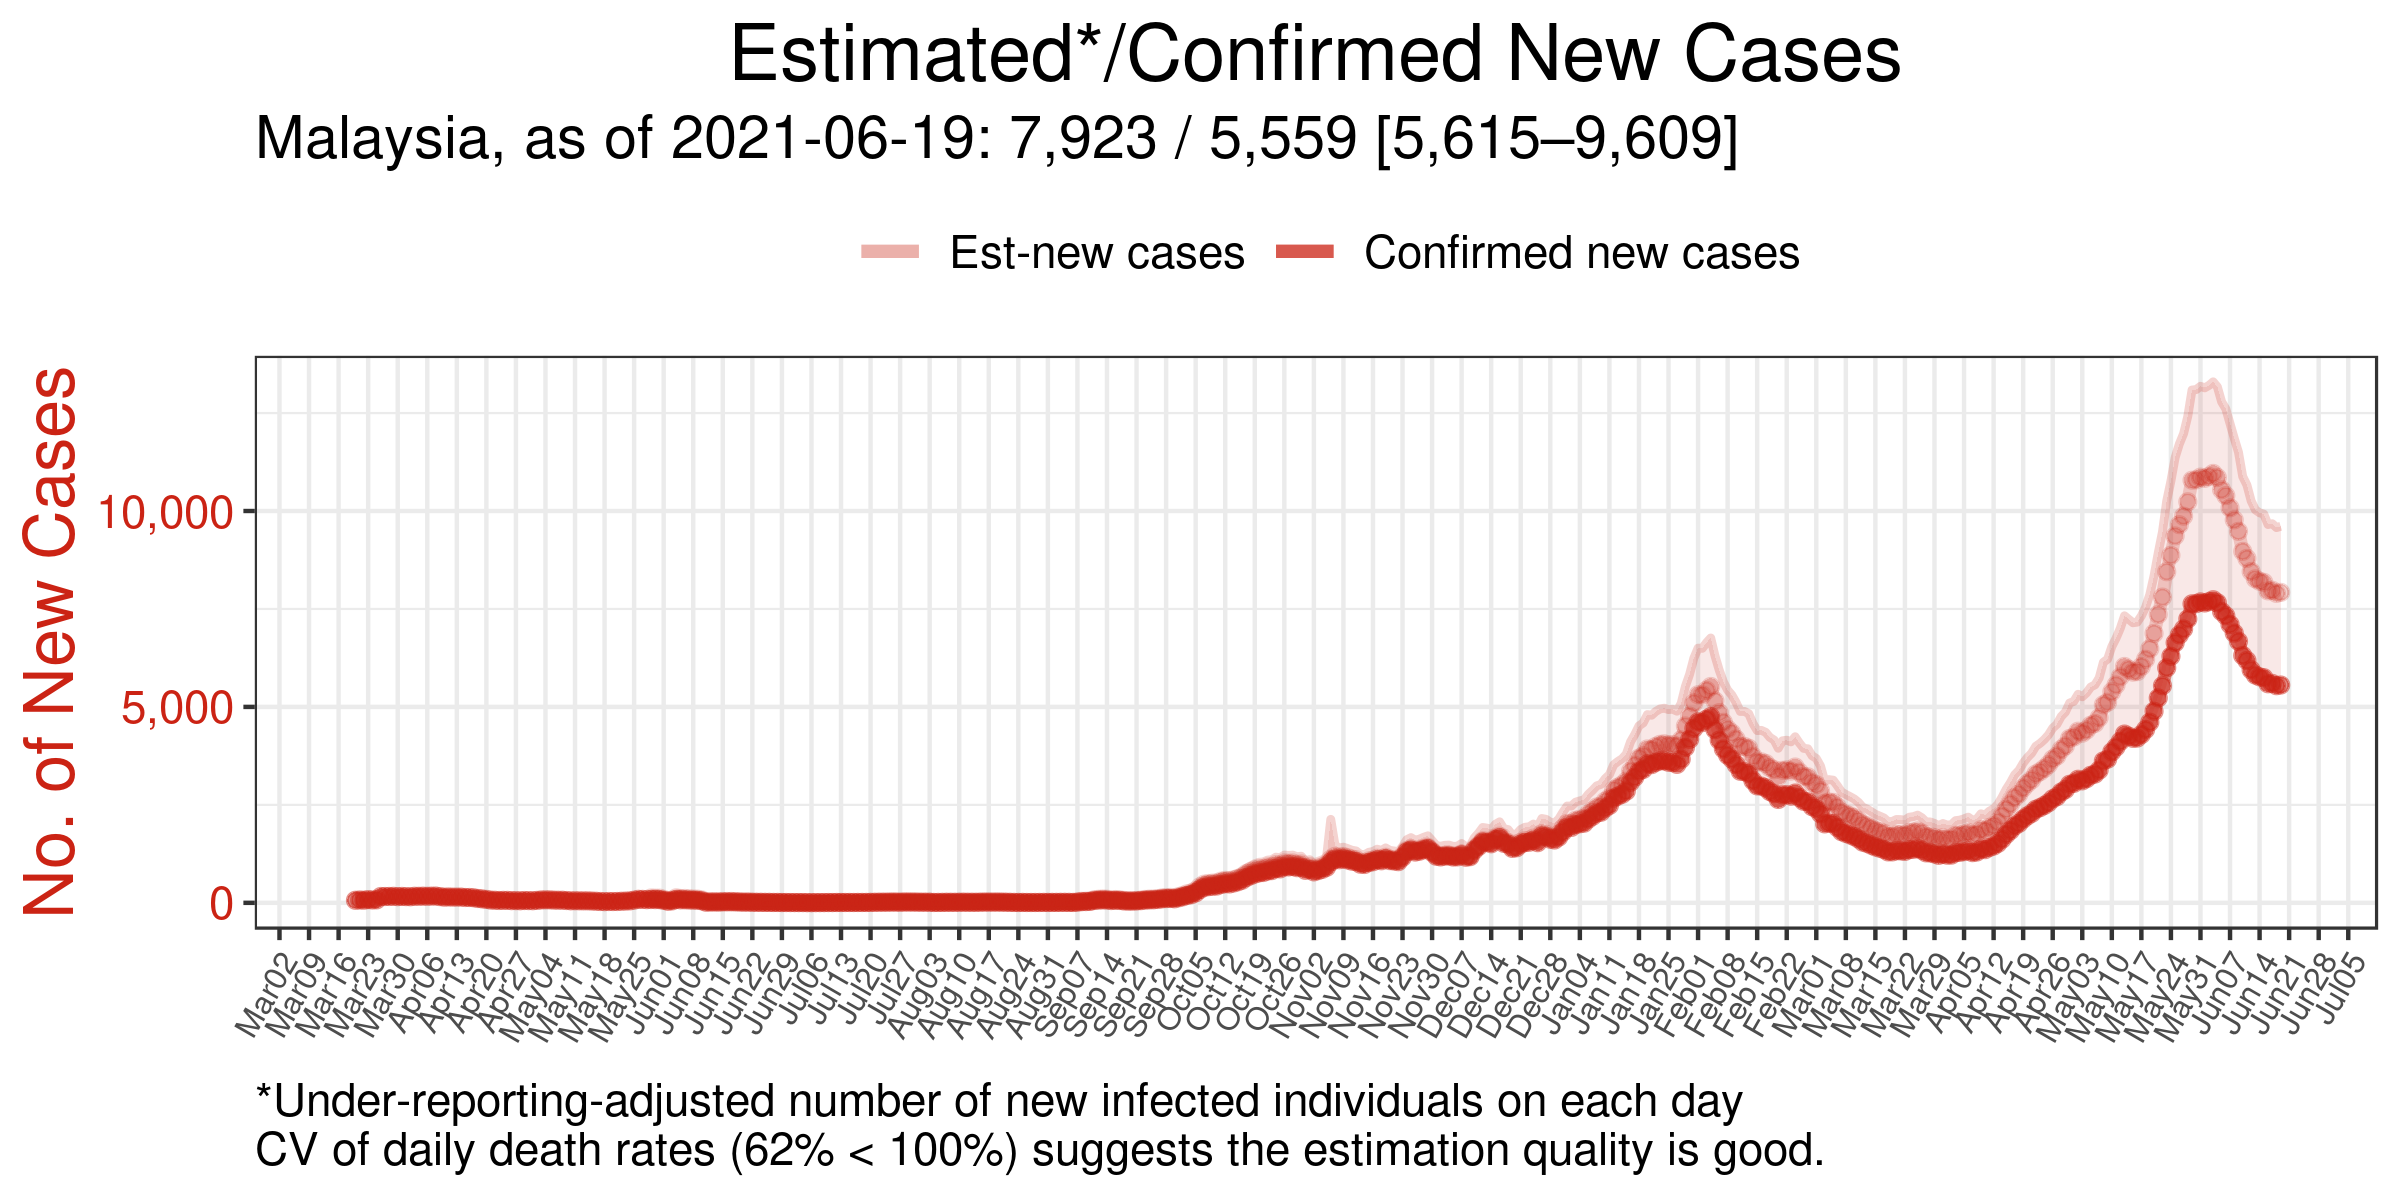 Estimated*/Confirmed New Cases
Malaysia, as of 2021-06-19: 7,923 / 5,559 [5,615–9,609]
Est-new cases
Confirmed new cases
No. of New Cases
10,000
5,000
0
Mar02
Mar09
Mar16
Mar23
Mar30
Apr06
Apr13
Apr20
Apr27
May04
May11
May18
May25
Jun01
Jun08
Jun15
Jun22
Jun29
Jul06
Jul13
Jul20
Jul27
Aug03
Aug10
Aug17
Aug24
Aug31
Sep07
Sep14
Sep21
Sep28
Oct05
Oct12
Oct19
Oct26
Nov02
Nov09
Nov16
Nov23
Nov30
Dec07
Dec14
Dec21
Dec28
Jan04
Jan11
Jan18
Jan25
Feb01
Feb08
Feb15
Feb22
Mar01
Mar08
Mar15
Mar22
Mar29
Apr05
Apr12
Apr19
Apr26
May03
May10
May17
May24
May31
Jun07
Jun14
Jun21
Jun28
Jul05
*Under-reporting-adjusted number of new infected individuals on each day
CV of daily death rates (62% < 100%) suggests the estimation quality is good.